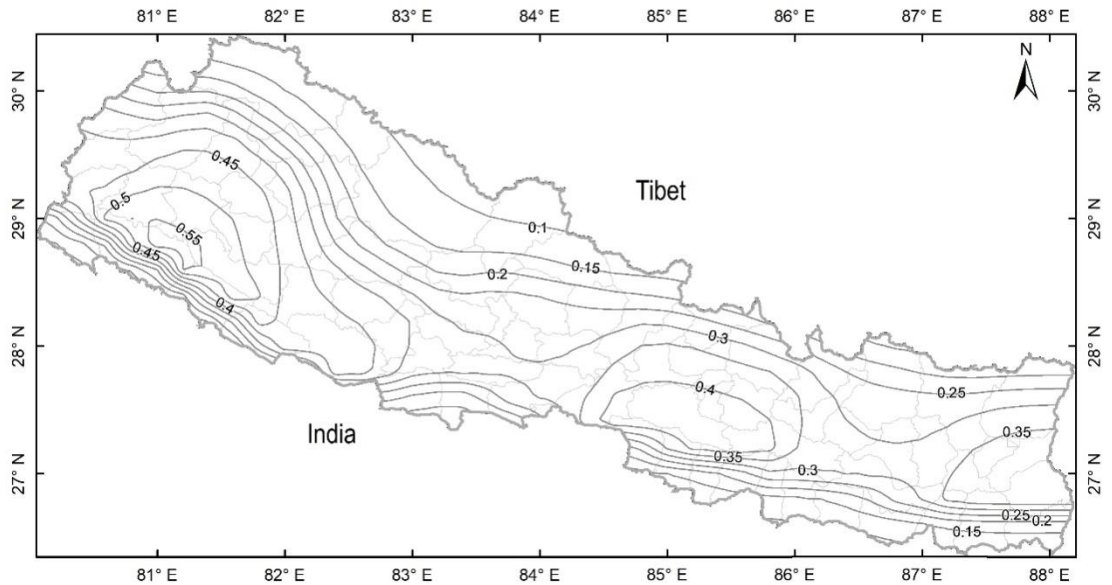 81° E 82° E 83° E 84° E 85° E 86° E 87° E 88° E
N
30° N 30° N
0.45
Tibet
0.5
29° N 29° N
0.1
0.55
0.45
0.15
0.2
0.4
0.3
28° N 28° N
0.25
0.4
0.35
India
0.35
0.3
27° N 27° N
0.25
0.2
0.15
81° E 82° E 83° E 84° E 85° E 86° E 87° E 88° E